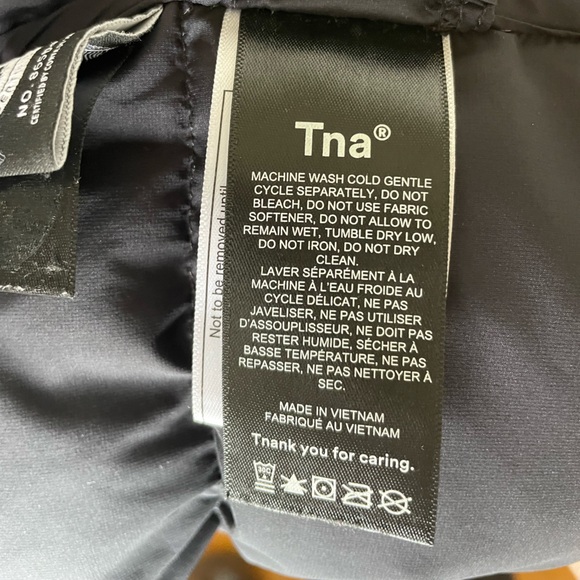 Tna®
MACHINE WASH COLD GENTLE
CYCLE SEPARATELY, DO NOT
BLEACH, DO NOT USE FABRIC
SOFTENER, DO NOT ALLOW TO
REMAIN WET, TUMBLE DRY LOW,
DO NOT IRON, DO NOT DRY
CLEAN.
LAVER SÉPARÉMENT À LA
MACHINE À L'EAU FROIDE AU
CYCLE DÉLICAT, NE PAS
JAVELISER, NE PAS UTILISER
D'ASSOUPLISSEUR, NE DOIT PAS
RESTER HUMIDE, SÉCHER À
BASSE TEMPÉRATURE, NE PAS
REPASSER, NE PAS NETTOYER À
SEC.
MADE IN VIETNAM
FABRIQUÉ AU VIETNAM
Thank you for caring.
Not to be removed until
CERTIFIED BY
NO.